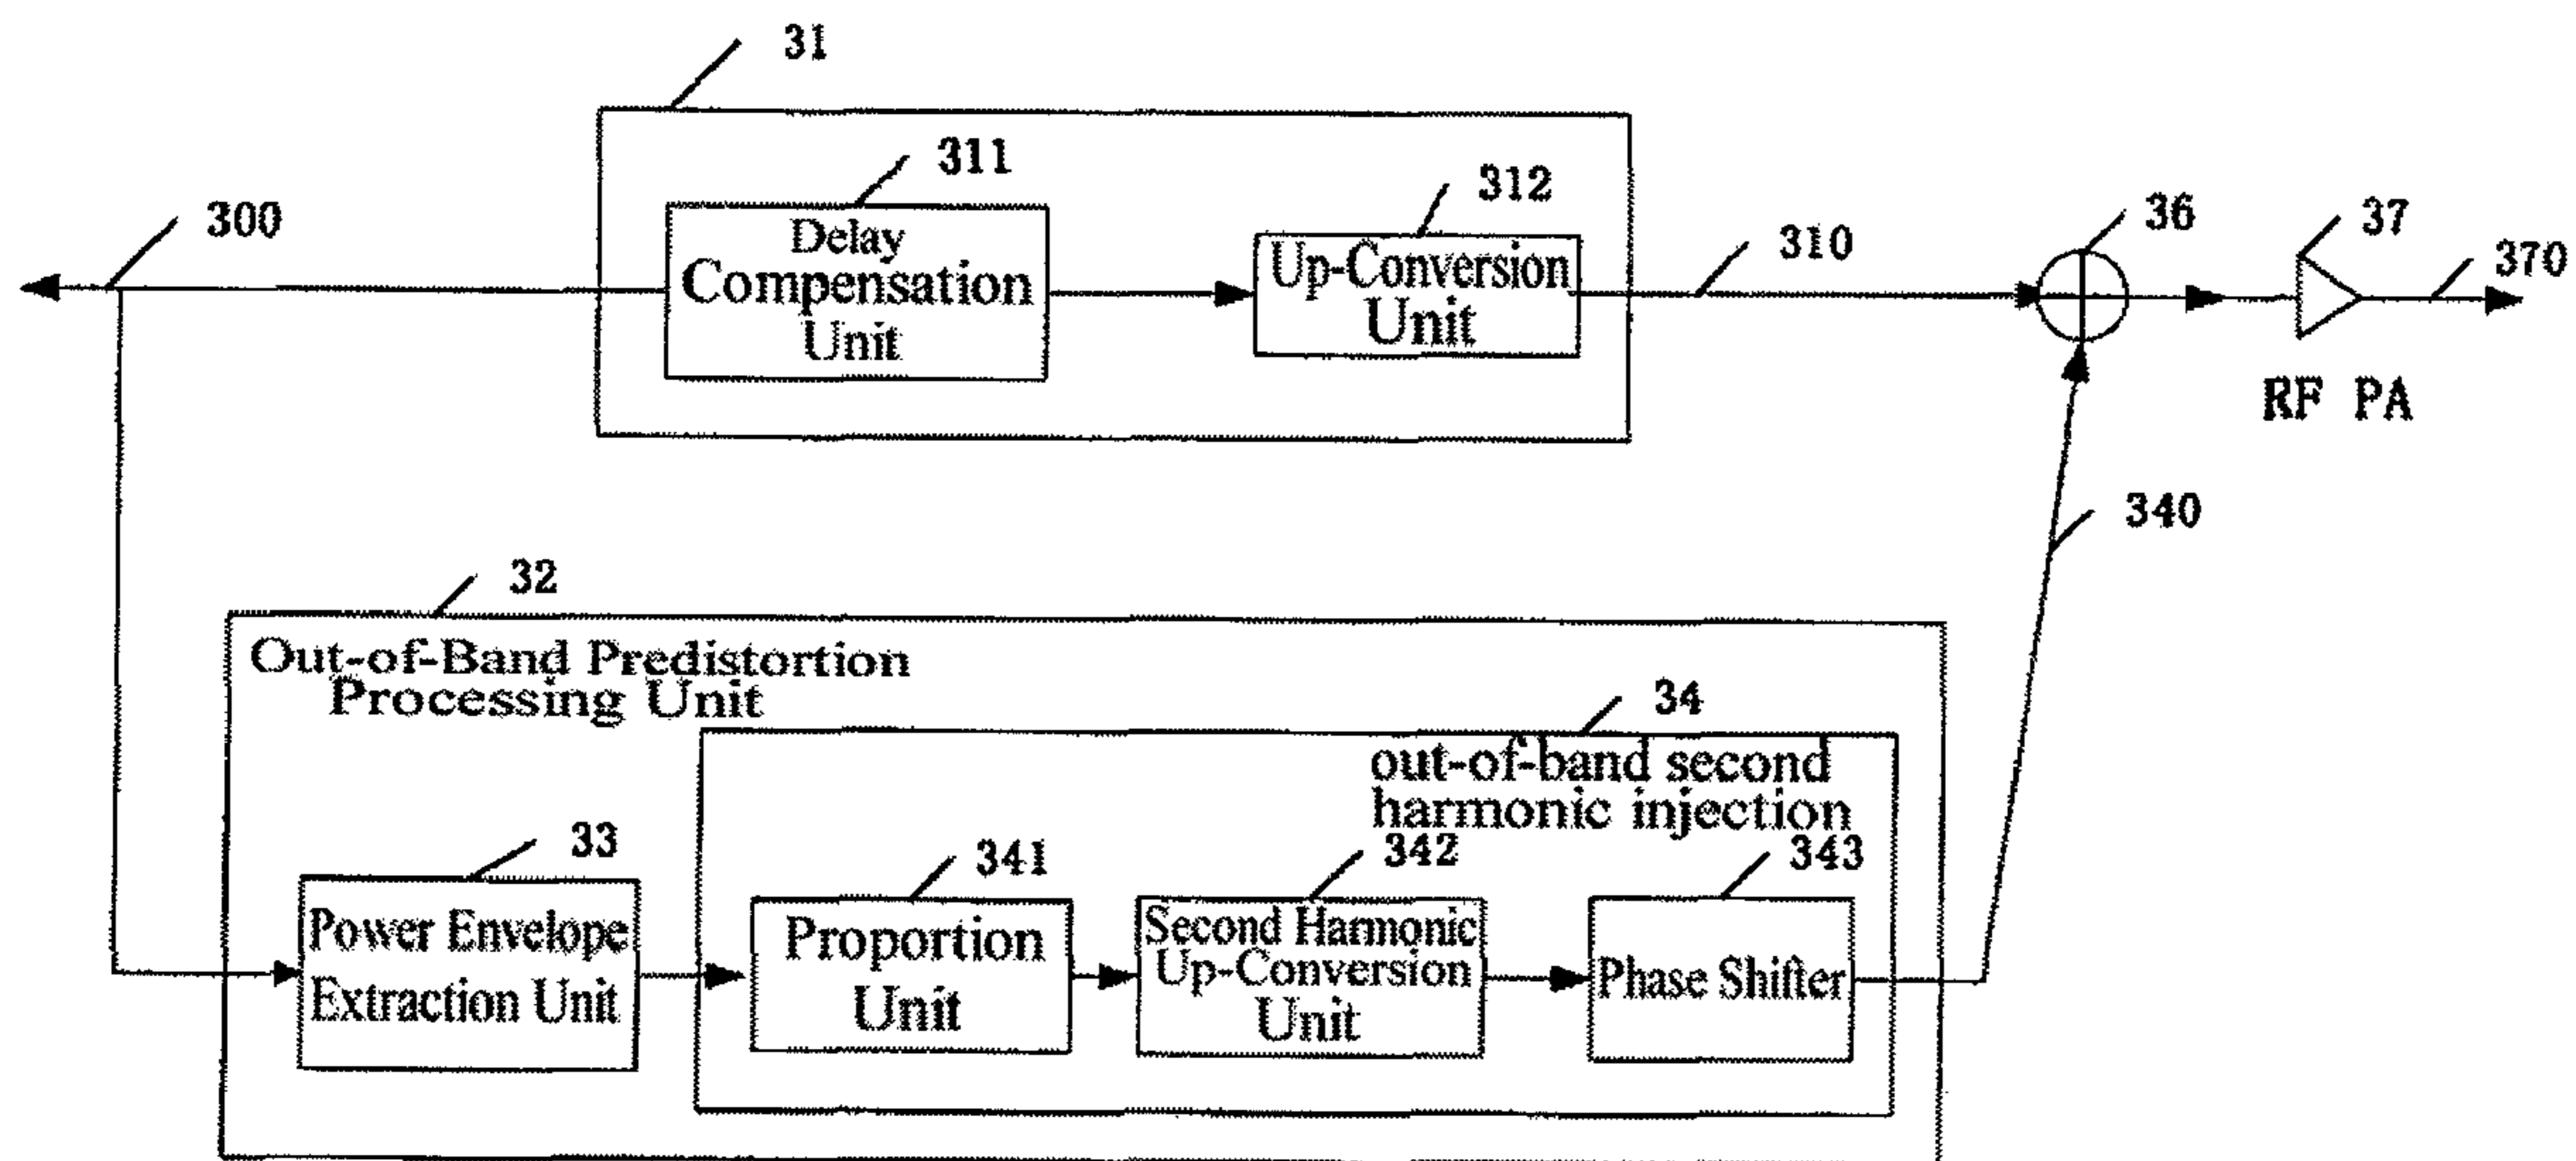 31
311
312
300
Delay
Compensation
Unit
Up-Conversion
Unit
310
36
37
370
RF PA
340
32
Out-of-Band Predistortion
Processing Unit
34
out-of-band second
harmonic injection
33
341
342
343
Power Envelope
Extraction Unit
Proportion
Unit
Second Harmonic
Up-Conversion
Unit
Phase Shifter